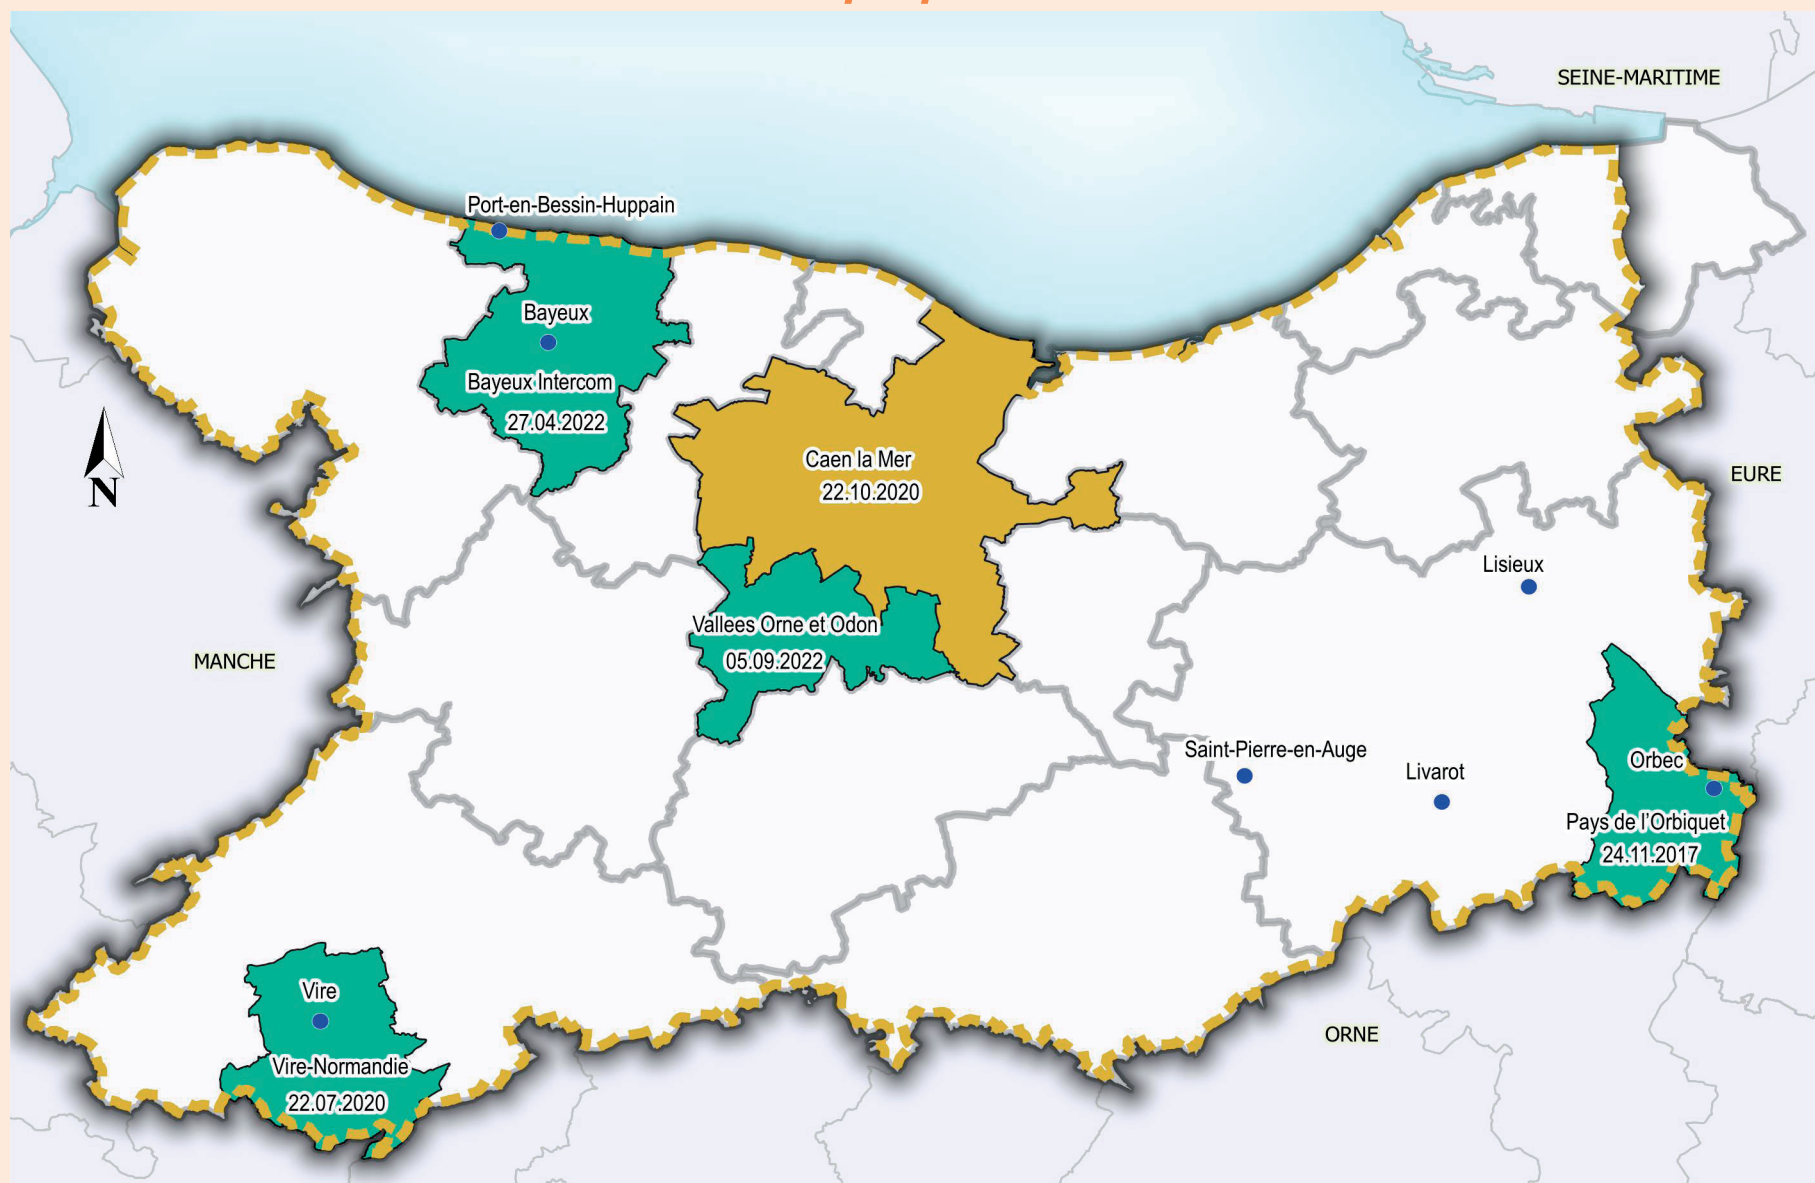 SEINE-MARITIME
Port-en-Bessin-Huppain
Bayeux
Bayeux Intercom
27.04.2022
Caen la Mer
22.10.2020
EURE
N
Lisieux
Vallees Orne et Odon
05.09.2022
MANCHE
Saint-Pierre-en-Auge
Livarot
Orbec
Pays de l'Orbiquet
24.11.2017
Vire
Vire-Normandie
22.07.2020
ORNE